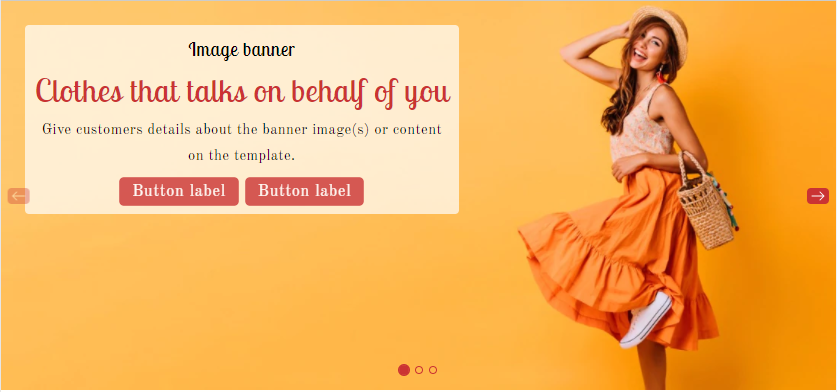 Image banner
Clothes that talks on behalf of you
Give customers details about the banner image(s) or content
on the template.
Button label Button label